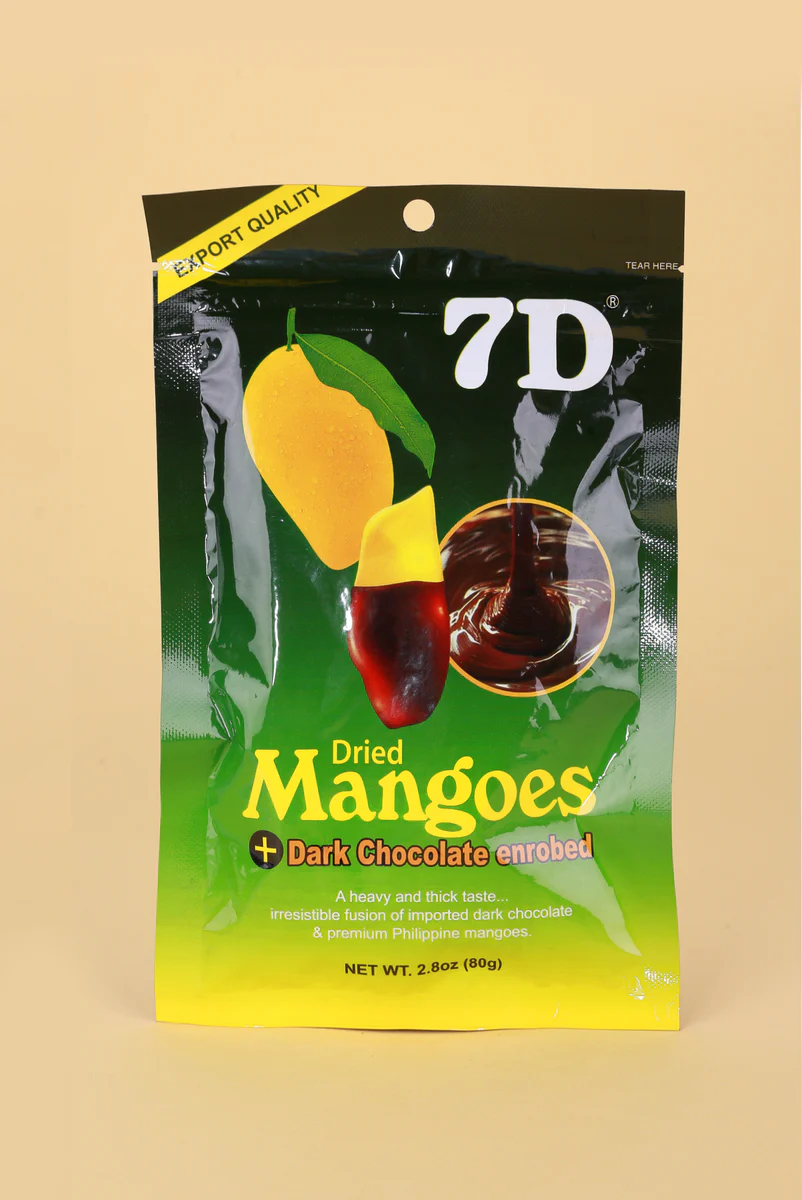 EXPORT QUALITY
TEAR HERE
7D®
Dried
Mangoes
+ Dark Chocolate enrobed
A heavy and thick taste...
irresistible fusion of imported dark chocolate
& premium Philippine mangoes.
NET WT. 2.8oz (80g)